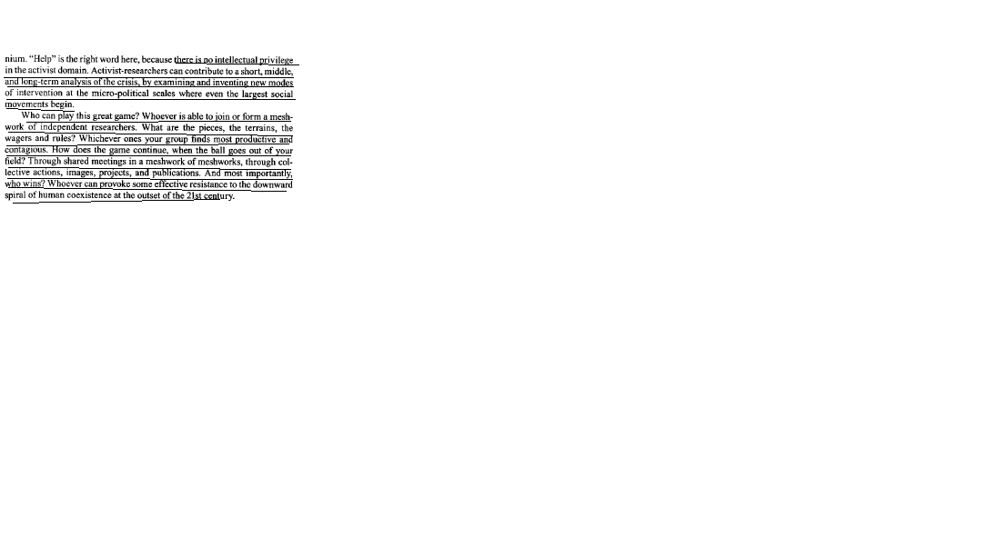 nium. “Help” is the right word here, because there is no intellectual privilege
in the activist domain. Activist-researchers can contribute to a short, middle,
and long-term analysis of the crisis, by examining and inventing new modes
of intervention at the micro-political scales where even the largest social
movements begin.
Who can play this great game? Whoever is able to join or form a mesh-
work of independent researchers. What are the pieces, the terrains, the
wagers and rules? Whichever ones your group finds most productive and
contagious. How does the game continue, when the ball goes out of your
field? Through shared meetings in a meshwork of meshworks, through col-
lective actions, images, projects, and publications. And most importantly,
who wins? Whoever can provoke some effective resistance to the downward
spiral of human coexistence at the outset of the 21st century.